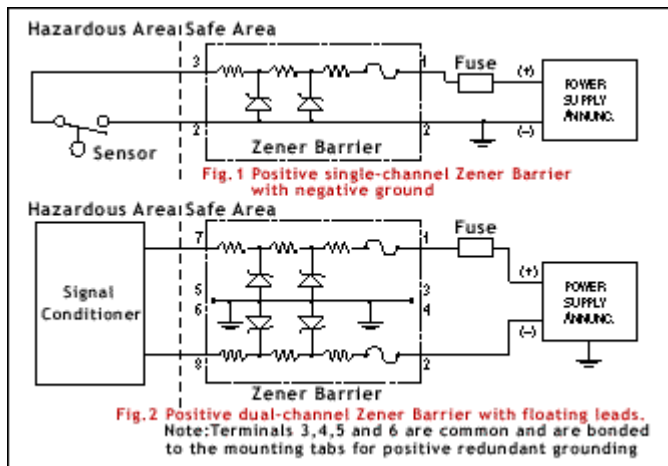 Hazardous Area Safe Area
3
1
Fuse
(+)
POWER
SUPPLY
ANNUNC.
2
2
(-)
Sensor
Zener Barrier
Fig.1 Positive single-channel Zener Barrier
with negative ground
Hazardous Area Safe Area
7
1
Fuse
Signal
Conditioner
5
3
6
4
(+)
POWER
SUPPLY
ANNUNC.
(-)
8
2
Zener Barrier
Fig.2 Positive dual-channel Zener Barrier with floating leads.
Note:Terminals 3,4,5 and 6 are common and are bonded
to the mounting tabs for positive redundant grounding